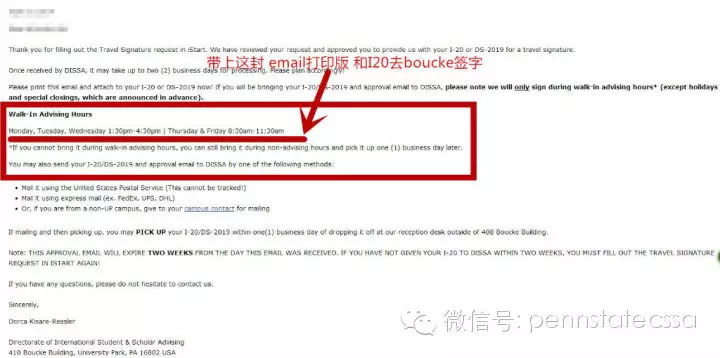 Thank you for filling out the Travel Signature request in iStart. We have reviewed your request and approved you to provide us with your I-20 or DS-2019 for a travel signature.
带上这封 email打印版 和I20去boucke签字
Once received by DISSA, it may take up to two (2) business days for processing. Please plan accordingly!
Please print this email and attach to your I-20 or DS-2019 now! If you will be bringing your I-20/DS-2019 and approval email to DISSA, please note we will only sign during walk-in advising hours* (except holidays
and special closings, which are announced in advance).
Walk-In Advising Hours
Monday, Tuesday, Wednesday 1:30pm-4:30pm | Thursday & Friday 8:30am-11:30am
*If you cannot bring it during walk-in advising hours, you can still bring it during non-advising hours and pick it up one (1) business day later.
You may also send your I-20/DS-2019 and approval email to DISSA by one of the following methods:
• Mail it using the United States Postal Service (This cannot be tracked!)
• Mail it using express mail (ex. FedEx, UPS, DHL)
• Or, if you are from a non-UP campus, give to your campus contact for mailing
If mailing and then picking up, you may PICK UP your I-20/DS-2019 within one(1) business day of dropping it off at our reception desk outside of 408 Boucke Building.
Note: THIS APPROVAL EMAIL WILL EXPIRE TWO WEEKS FROM THE DAY THIS EMAIL WAS RECEIVED. IF YOU HAVE NOT GIVEN YOUR I-20 TO DISSA WITHIN TWO WEEKS, YOU MUST FILL OUT THE TRAVEL SIGNATURE
REQUEST IN ISTART AGAIN!
If you have any questions, please do not hesitate to contact us.
Sincerely,
Dorca Kisare-Ressler
Directorate of International Student & Scholar Advising
410 Boucke Building, University Park, PA 16802 USA
微信号: pennstatecssa